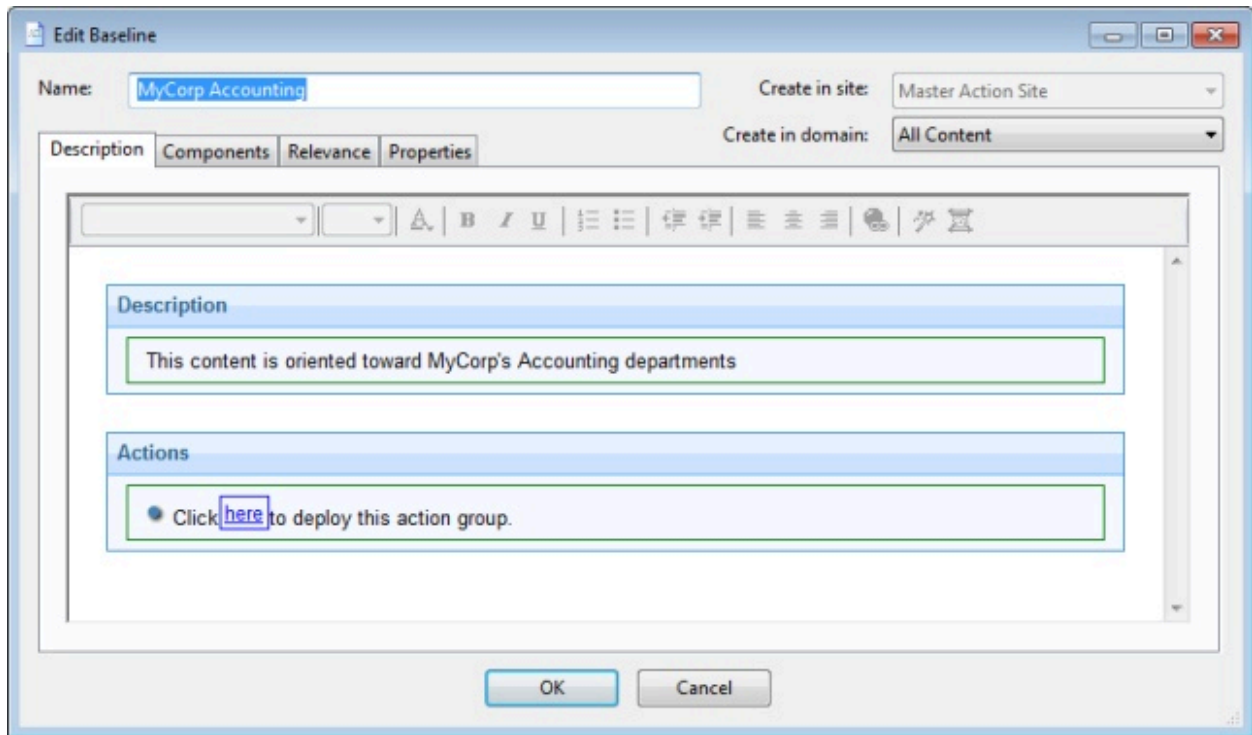 Edit Baseline
Name: MyCorp Accounting Create in site: Master Action Site
Create in domain: All Content
Description Components Relevance Properties
B I U
Description
This content is oriented toward MyCorp's Accounting departments
Actions
Click here to deploy this action group.
OK Cancel